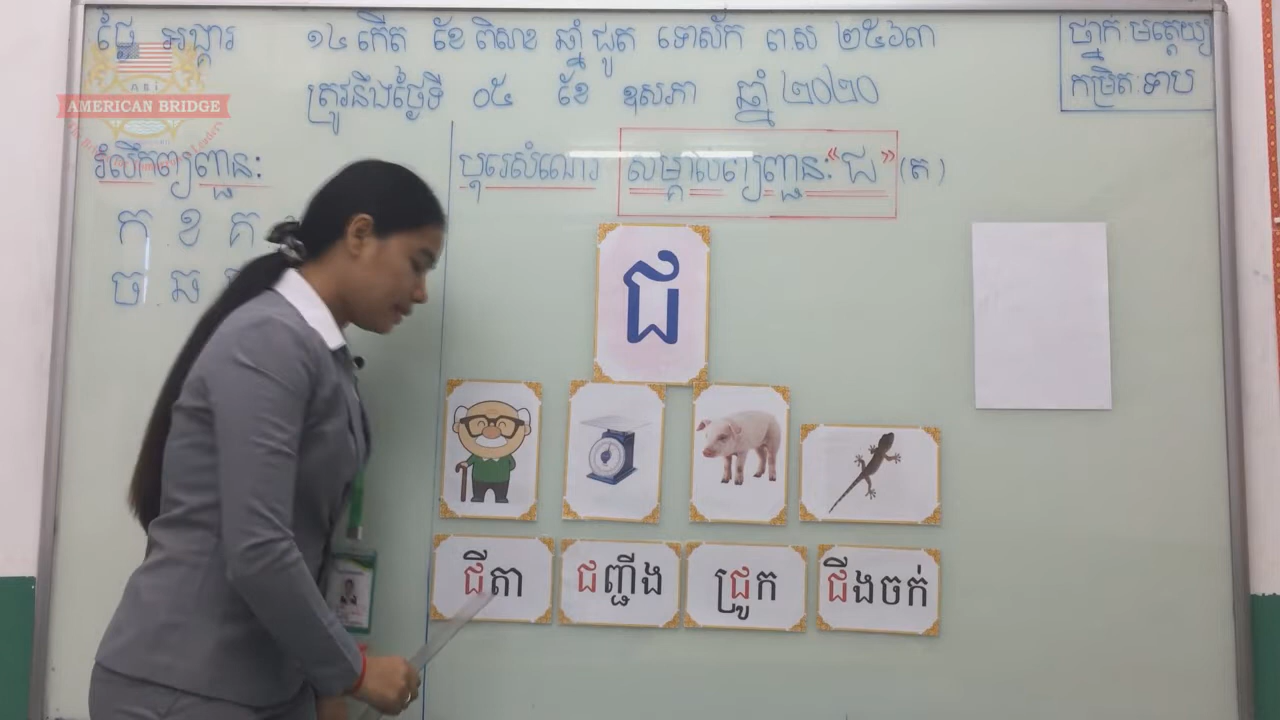 ថ្ងៃ អង្គារ ១៤ កើត ខែ ពិសាខ ឆ្នាំ ជូត ទោស័ក ព.ស ២៥៦៣
ត្រូវនឹងថ្ងៃទី ០៥ ខែ ឧសភា ឆ្នាំ ២០២០
ថ្នាក់ៈមត្តេយ្យ
កម្រិតៈទាប
ABI
AMERICAN BRIDGE
រំលឹកព្យញ្ជនៈ
ក ខ គ
ច ឆ
បុរេសំណេរ សម្គាល់ព្យញ្ជនៈ "ជ" (ត)
ជ
ជីតា ជញ្ជីង ជ្រូក ជីងចក់